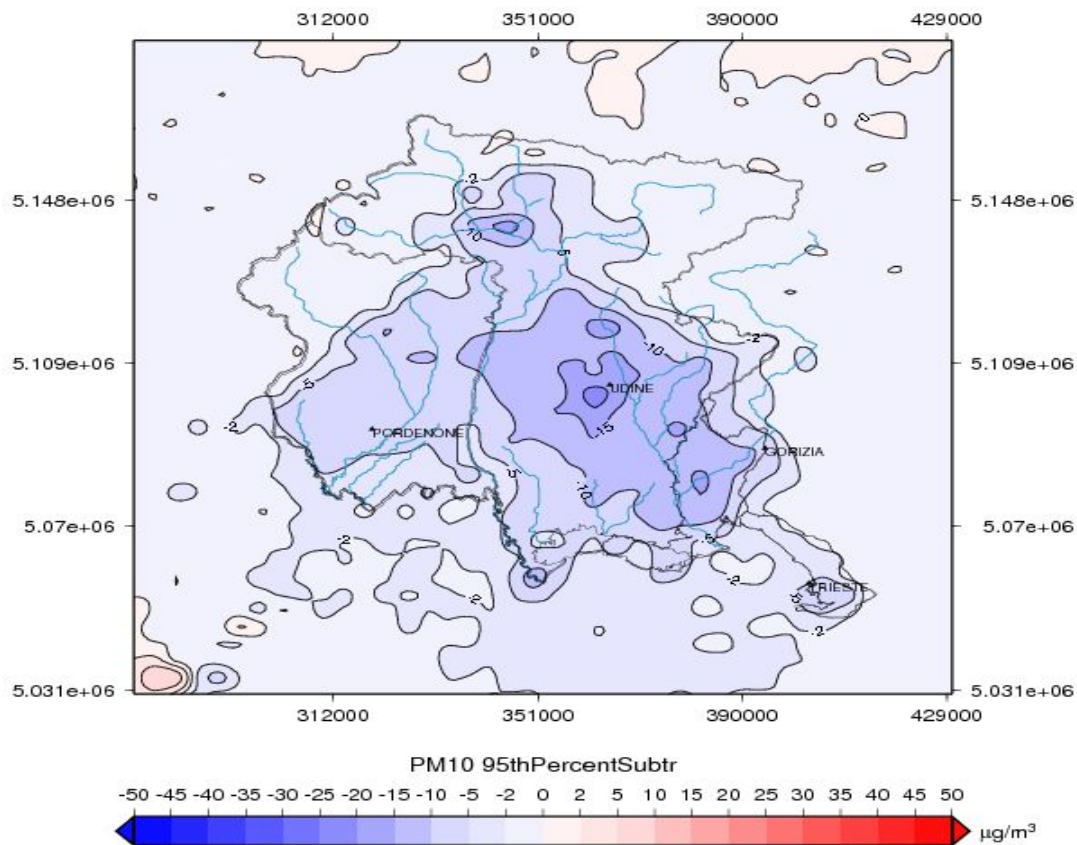 312000 351000 390000 429000
0
-2
5.148e+06 5.148e+06
-10
-5
-2
-10
5.109e+06 5.109e+06
-5
UDINE
-2
PORDENONE
-15
GORIZIA
-5
-10
5.07e+06 5.07e+06
-2
-5
-2
-2
TRIESTE
-5
-2
5.031e+06 5.031e+06
312000 351000 390000 429000
PM10 95thPercentSubtr
-50 -45 -40 -35 -30 -25 -20 -15 -10 -5 -2 0 2 5 10 15 20 25 30 35 40 45 50
µg/m³